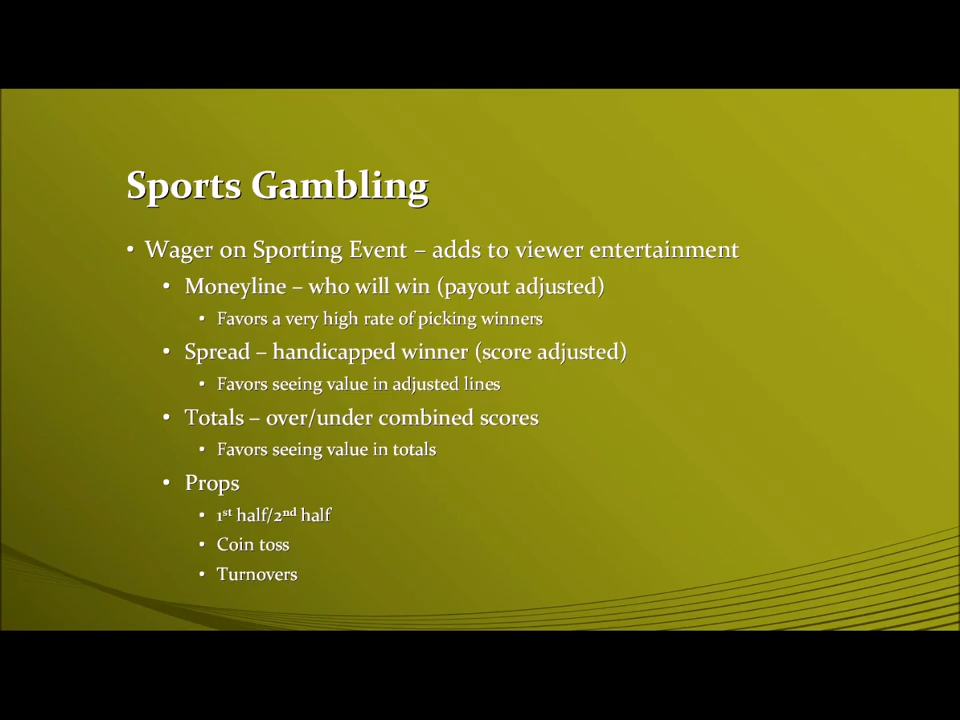 Sports Gambling
• Wager on Sporting Event – adds to viewer entertainment
• Moneyline – who will win (payout adjusted)
• Favors a very high rate of picking winners
• Spread – handicapped winner (score adjusted)
• Favors seeing value in adjusted lines
• Totals – over/under combined scores
• Favors seeing value in totals
• Props
• 1st half/2nd half
• Coin toss
• Turnovers